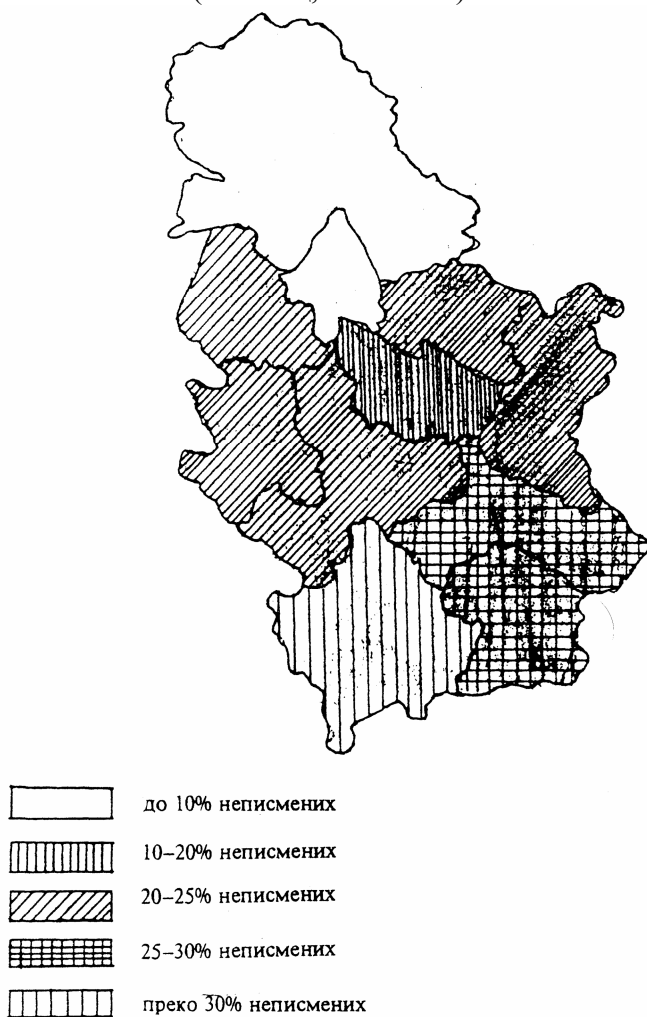 до 10% неписмених
10–20% неписмених
20–25% неписмених
25–30% неписмених
преко 30% неписмених